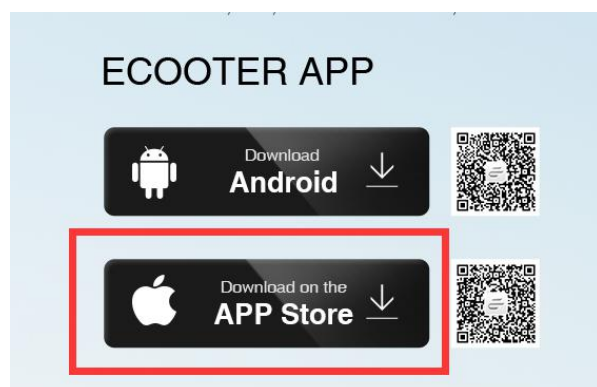 ECOOTER APP
Download
Android
Download on the
APP Store